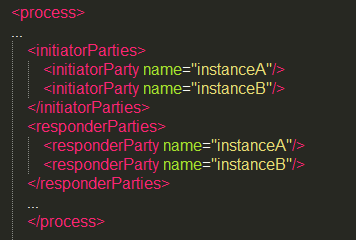 <process>
...
<initiatorParties>
<initiatorParty name="instanceA"/>
<initiatorParty name="instanceB"/>
</initiatorParties>
<responderParties>
<responderParty name="instanceA"/>
<responderParty name="instanceB"/>
</responderParties>
...
</process>